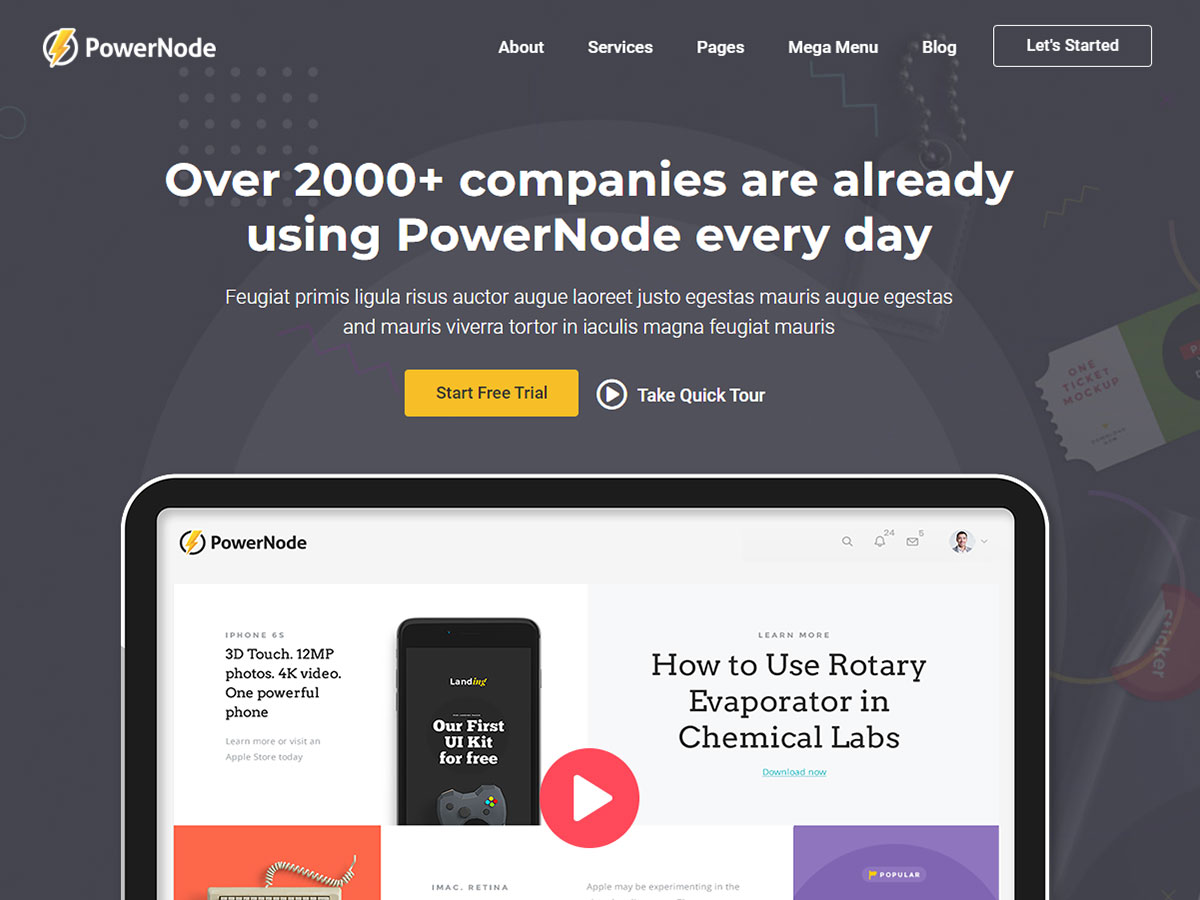 PowerNode
About
Services
Pages
Mega Menu
Blog
Let's Started
Over 2000+ companies are already
using PowerNode every day
Feugiat primis ligula risus auctor augue laoreet justo egestas mauris augue egestas
and mauris viverra tortor in iaculis magna feugiat mauris
Start Free Trial
Take Quick Tour
ONE
TICKET
MOCKUP
sticker
PowerNode
24
5
IPHONE 6S
3D Touch. 12MP
photos. 4K video.
One powerful
phone
Learn more or visit an
Apple Store today
Landing
Our First
UI Kit
for free
LEARN MORE
How to Use Rotary
Evaporator in
Chemical Labs
Download now
IMAC. RETINA
Apple may be experimenting in the
POPULAR